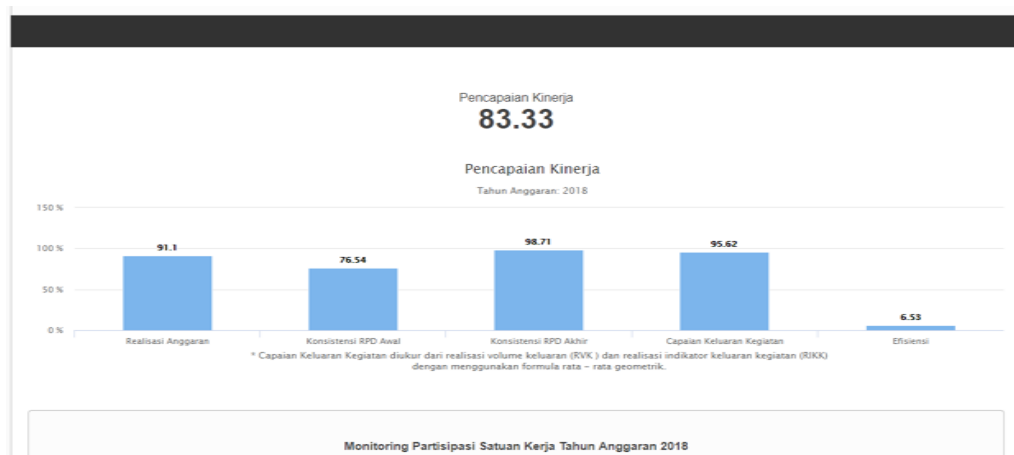 Pencapaian Kinerja
83.33
Pencapaian Kinerja
Tahun Anggaran: 2018
150 %
100 %
50 %
0 %
91.1
76.54
98.71
95.62
6.53
Realisasi Anggaran
Konsistensi RPD Awal
Konsistensi RPD Akhir
Capaian Keluaran Kegiatan
Efisiensi
* Capaian Keluaran Kegiatan diukur dari realisasi volume keluaran (RVK ) dan realisasi indikator keluaran kegiatan (RIKK)
dengan menggunakan formula rata - rata geometrik.
Monitoring Partisipasi Satuan Kerja Tahun Anggaran 2018